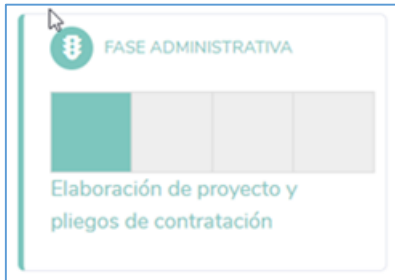 FASE ADMINISTRATIVA
Elaboración de proyecto y
pliegos de contratación